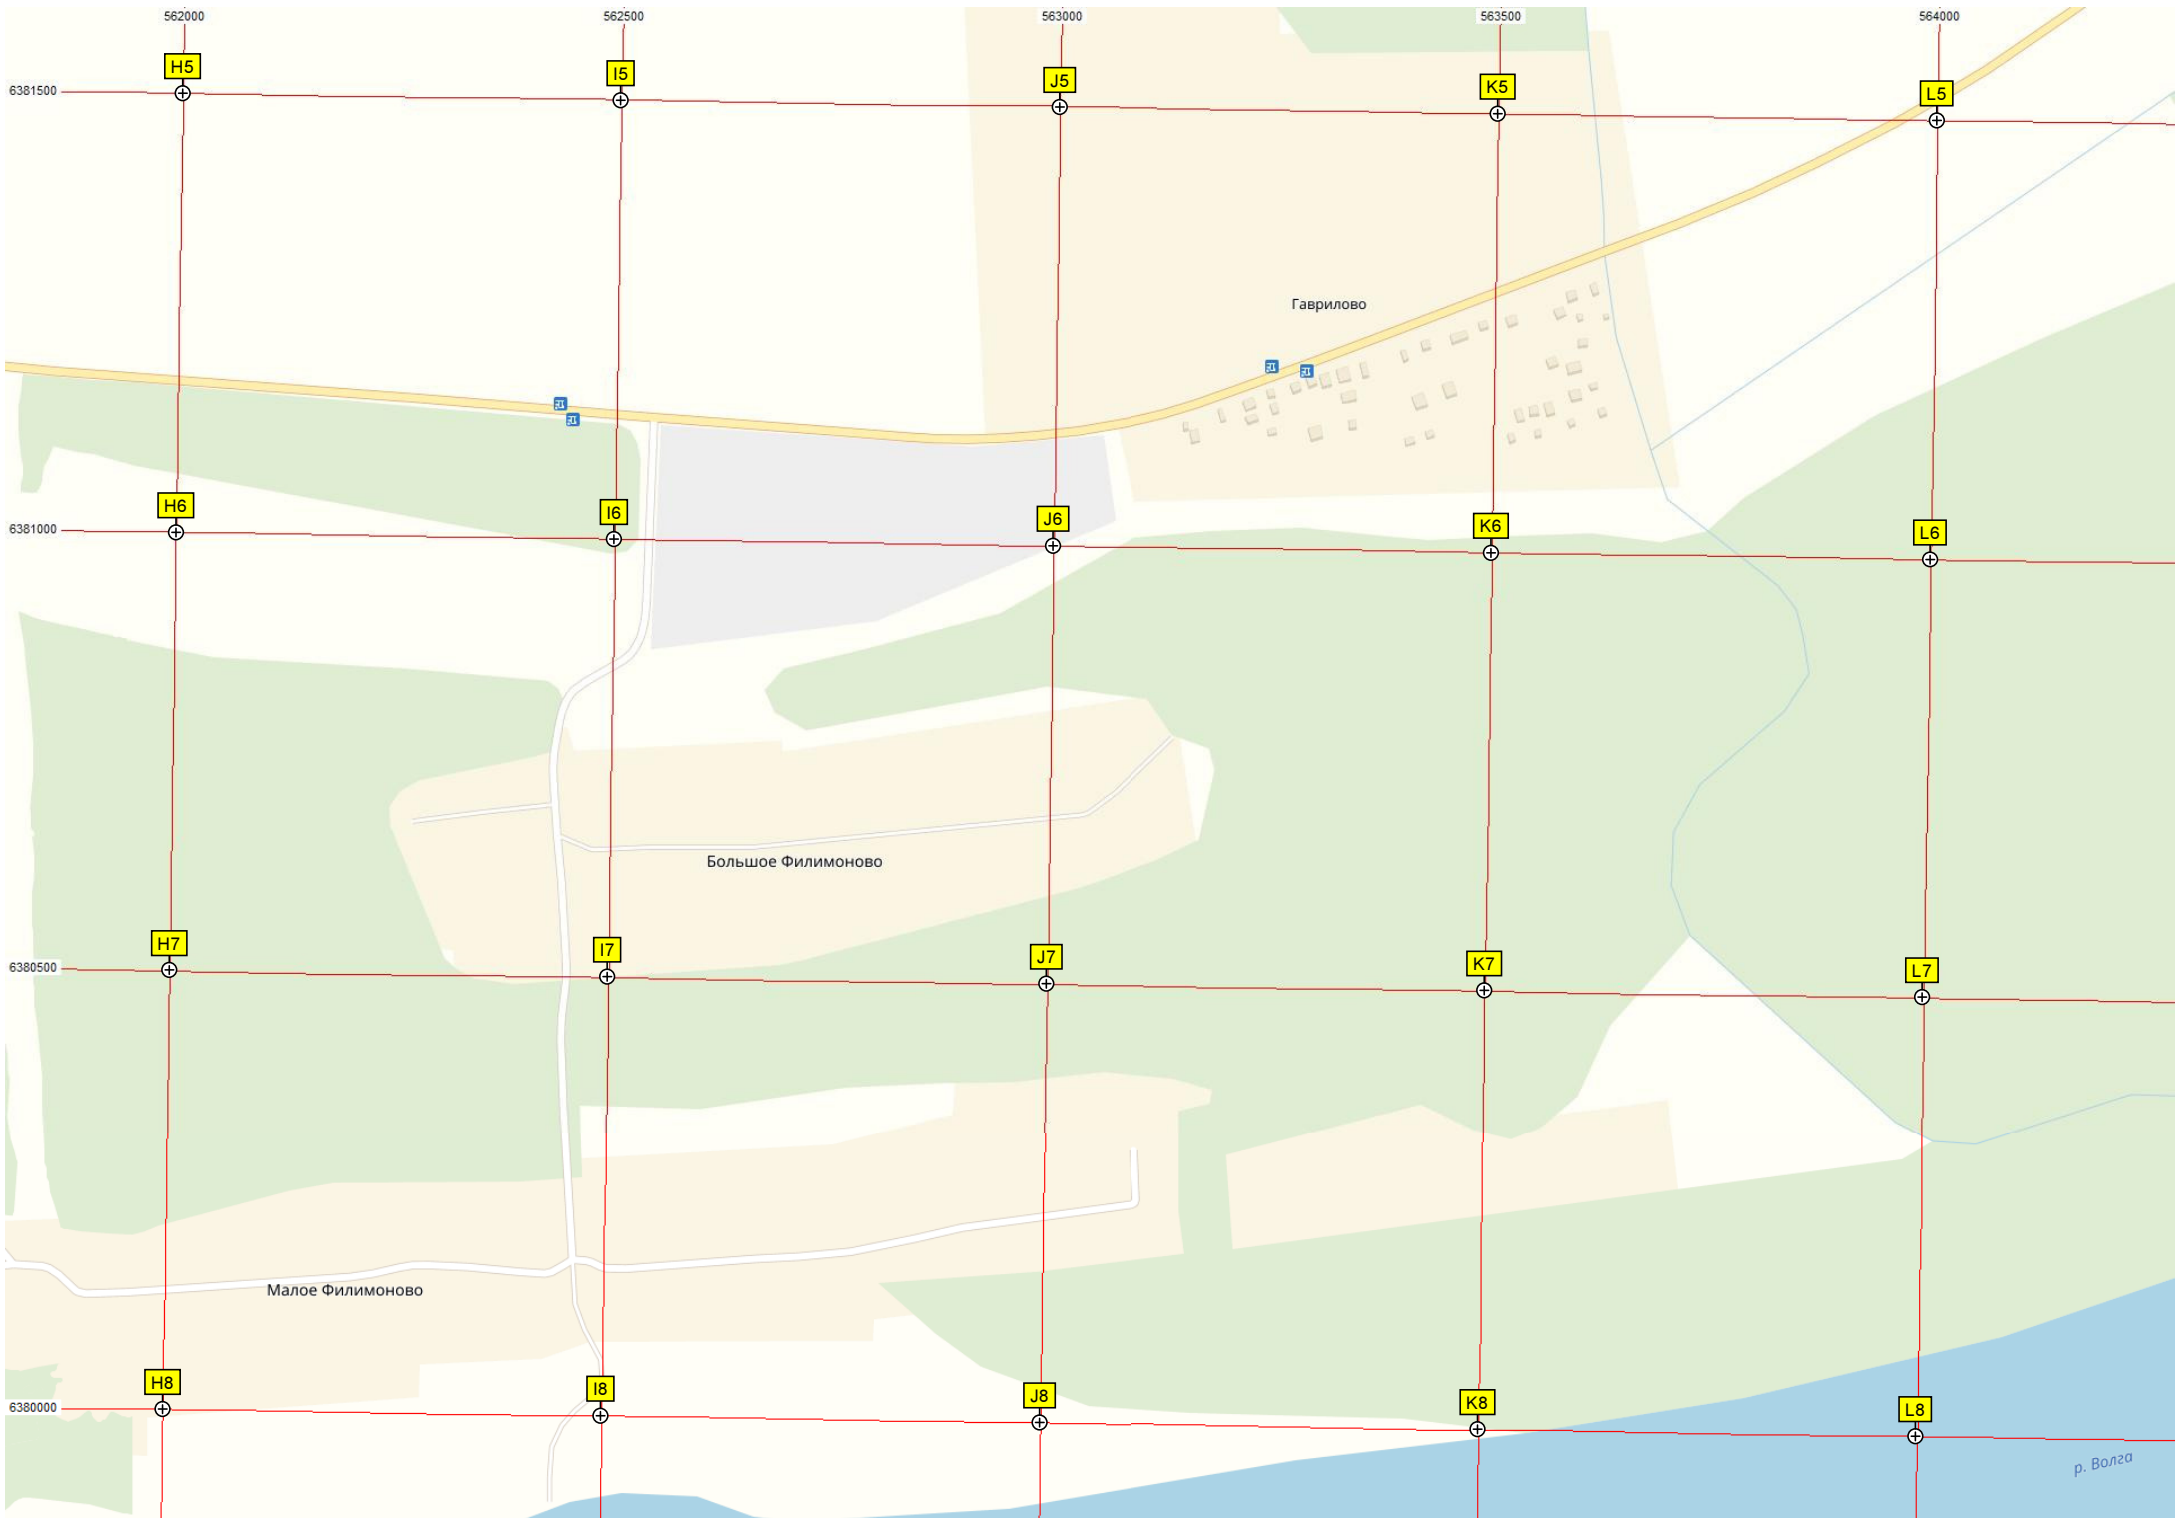 562000 562500 563000 563500 564000
H5 I5 J5 K5 L5
6381500
Гаврилово
H6 I6 J6 K6 L6
6381000
Большое Филимоново
H7 I7 J7 K7 L7
6380500
Малое Филимоново
H8 I8 J8 K8 L8
6380000
р. Волга